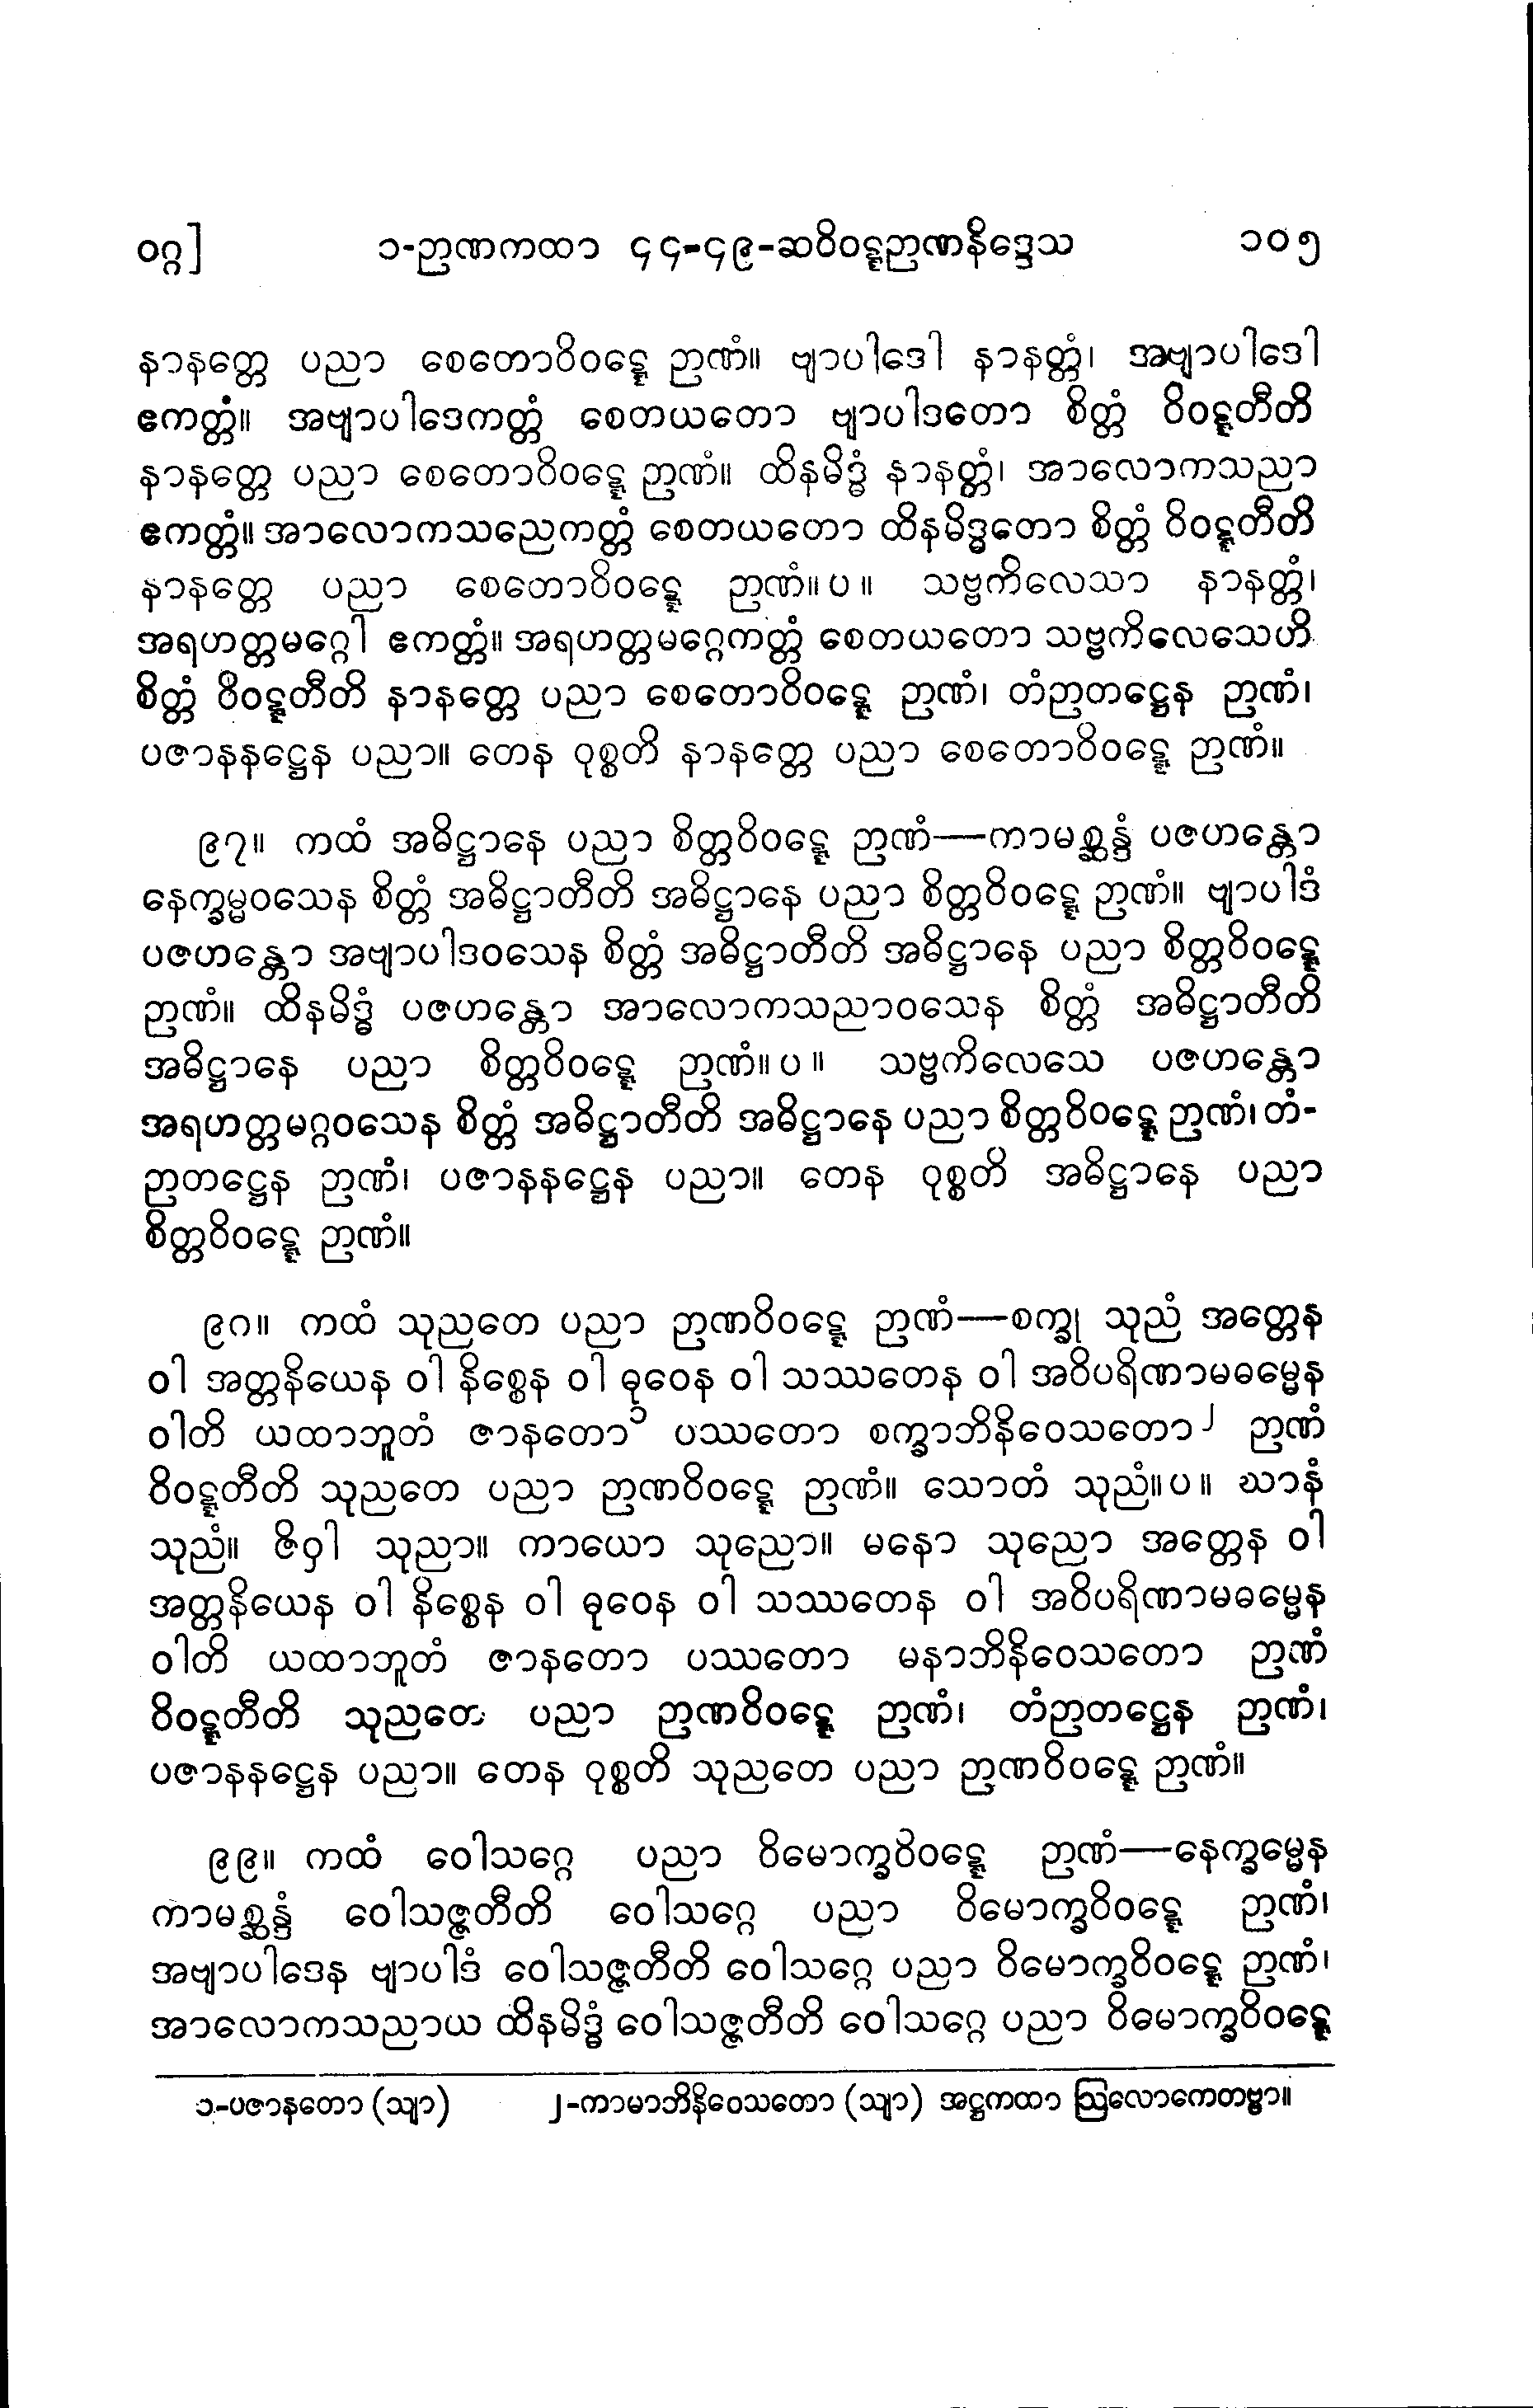 ဝဂ္ဂ] ၁-ဉာဏကထာ ၄၄-၄၉-ဆဝိဝဋ္ဋဉာဏနိဒ္ဒေသ ၁၀၅
နာနတ္တေ ပညာ စေတောဝိဝဋ္ဋေ ဉာဏံ။ ဗျာပါဒေါ နာနတ္တံ၊ အဗျာပါဒေါ
ဧကတ္တံ။ အဗျာပါဒေကတ္တံ စေတယတော ဗျာပါဒတော စိတ္တံ ဝိဝဋ္ဋတီတိ
နာနတ္တေ ပညာ စေတောဝိဝဋ္ဋေ ဉာဏံ။ ထိနမိဒ္ဓံ နာနတ္တံ၊ အာလောကသညာ
ဧကတ္တံ။ အာလောကသညေကတ္တံ စေတယတော ထိနမိဒ္ဓတော စိတ္တံ ဝိဝဋ္ဋတီတိ
နာနတ္တေ ပညာ စေတောဝိဝဋ္ဋေ ဉာဏံ။ပ။ သဗ္ဗကိလေသာ နာနတ္တံ၊
အရဟတ္တမဂ္ဂေါ ဧကတ္တံ။ အရဟတ္တမဂ္ဂေကတ္တံ စေတယတော သဗ္ဗကိလေသေဟိ
စိတ္တံ ဝိဝဋ္ဋတီတိ နာနတ္တေ ပညာ စေတောဝိဝဋ္ဋေ ဉာဏံ၊ တံဉာတဋ္ဌေန ဉာဏံ၊
ပဇာနနဋ္ဌေန ပညာ။ တေန ဝုစ္စတိ နာနတ္တေ ပညာ စေတောဝိဝဋ္ဋေ ဉာဏံ။
၉၇။ ကထံ အဓိဋ္ဌာနေ ပညာ စိတ္တဝိဝဋ္ဋေ ဉာဏံ—ကာမစ္ဆန္ဒံ ပဇဟန္တော
နေက္ခမ္မဝသေန စိတ္တံ အဓိဋ္ဌာတီတိ အဓိဋ္ဌာနေ ပညာ စိတ္တဝိဝဋ္ဋေ ဉာဏံ။ ဗျာပါဒံ
ပဇဟန္တော အဗျာပါဒဝသေန စိတ္တံ အဓိဋ္ဌာတီတိ အဓိဋ္ဌာနေ ပညာ စိတ္တဝိဝဋ္ဋေ
ဉာဏံ။ ထိနမိဒ္ဓံ ပဇဟန္တော အာလောကသညာဝသေန စိတ္တံ အဓိဋ္ဌာတီတိ
အဓိဋ္ဌာနေ ပညာ စိတ္တဝိဝဋ္ဋေ ဉာဏံ။ပ။ သဗ္ဗကိလေသေ ပဇဟန္တော
အရဟတ္တမဂ္ဂဝသေန စိတ္တံ အဓိဋ္ဌာတီတိ အဓိဋ္ဌာနေ ပညာ စိတ္တဝိဝဋ္ဋေ ဉာဏံ၊ တံ-
ဉာတဋ္ဌေန ဉာဏံ၊ ပဇာနနဋ္ဌေန ပညာ။ တေန ဝုစ္စတိ အဓိဋ္ဌာနေ ပညာ
စိတ္တဝိဝဋ္ဋေ ဉာဏံ။
၉၈။ ကထံ သုညတေ ပညာ ဉာဏဝိဝဋ္ဋေ ဉာဏံ—စက္ခု သုညံ အတ္တေန
ဝါ အတ္တနိယေန ဝါ နိစ္စေန ဝါ ဓုဝေန ဝါ သဿတေန ဝါ အဝိပရိဏာမဓမ္မေန
ဝါတိ ယထာဘူတံ ဇာနတော၁ ပဿတော စက္ခာဘိနိဝေသတော၂ ဉာဏံ
ဝိဝဋ္ဋတီတိ သုညတေ ပညာ ဉာဏဝိဝဋ္ဋေ ဉာဏံ။ သောတံ သုညံ။ပ။ ဃာနံ
သုညံ။ ဇိဝှါ သုညာ။ ကာယော သုညော။ မနော သုညော အတ္တေန ဝါ
အတ္တနိယေန ဝါ နိစ္စေန ဝါ ဓုဝေန ဝါ သဿတေန ဝါ အဝိပရိဏာမဓမ္မေန
ဝါတိ ယထာဘူတံ ဇာနတော ပဿတော မနာဘိနိဝေသတော ဉာဏံ
ဝိဝဋ္ဋတီတိ သုညတေ ပညာ ဉာဏဝိဝဋ္ဋေ ဉာဏံ၊ တံဉာတဋ္ဌေန ဉာဏံ၊
ပဇာနနဋ္ဌေန ပညာ။ တေန ဝုစ္စတိ သုညတေ ပညာ ဉာဏဝိဝဋ္ဋေ ဉာဏံ။
၉၉။ ကထံ ဝေါသဂ္ဂေ ပညာ ဝိမောက္ခဝိဝဋ္ဋေ ဉာဏံ—နေက္ခမ္မေန
ကာမစ္ဆန္ဒံ ဝေါသဇ္ဇတီတိ ဝေါသဂ္ဂေ ပညာ ဝိမောက္ခဝိဝဋ္ဋေ ဉာဏံ၊
အဗျာပါဒေန ဗျာပါဒံ ဝေါသဇ္ဇတီတိ ဝေါသဂ္ဂေ ပညာ ဝိမောက္ခဝိဝဋ္ဋေ ဉာဏံ၊
အာလောကသညာယ ထိနမိဒ္ဓံ ဝေါသဇ္ဇတီတိ ဝေါသဂ္ဂေ ပညာ ဝိမောက္ခဝိဝဋ္ဋေ
၁-ပဇာနတော (သျာ) ၂-ကာမာဘိနိဝေသတော (သျာ) အဋ္ဌကထာ ဩလောကေတဗ္ဗာ။